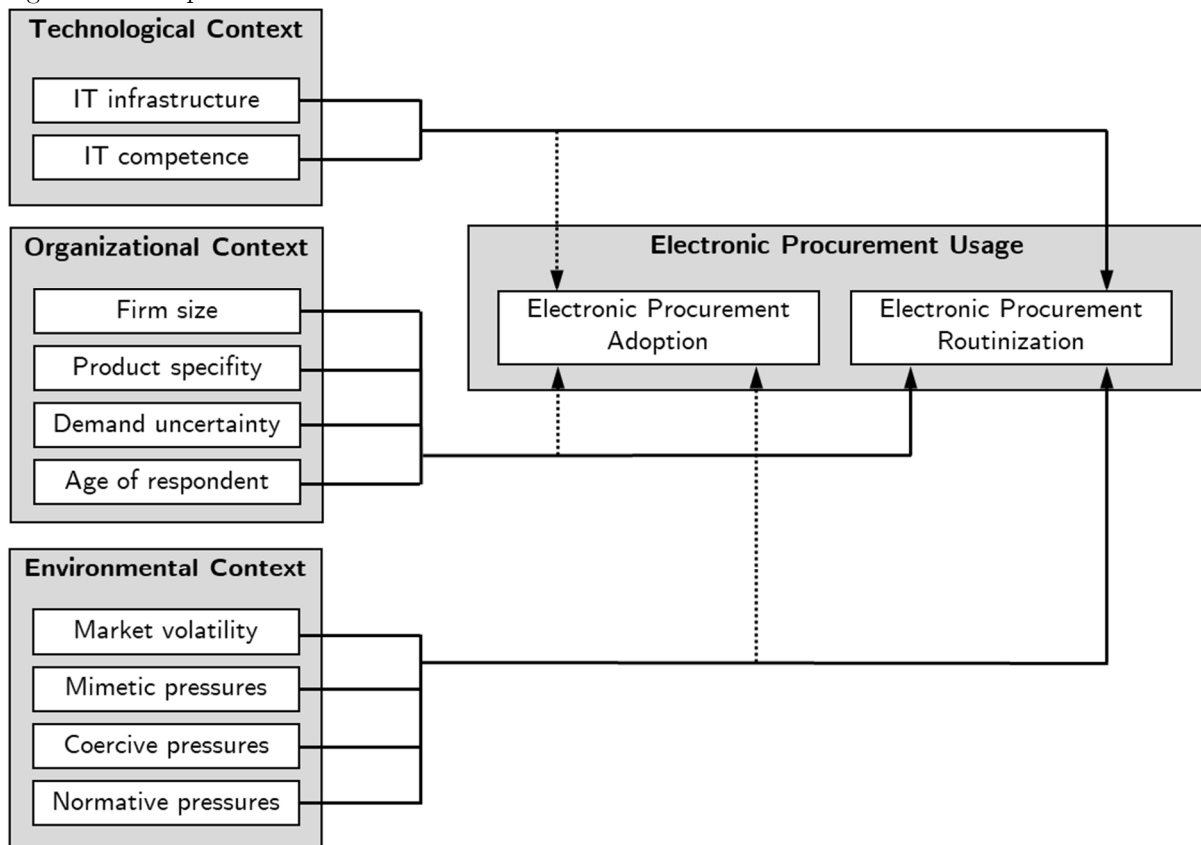 Technological Context
IT infrastructure
IT competence
Organizational Context
Firm size
Product specifity
Demand uncertainty
Age of respondent
Environmental Context
Market volatility
Mimetic pressures
Coercive pressures
Normative pressures
Electronic Procurement Usage
Electronic Procurement
Adoption
Electronic Procurement
Routinization